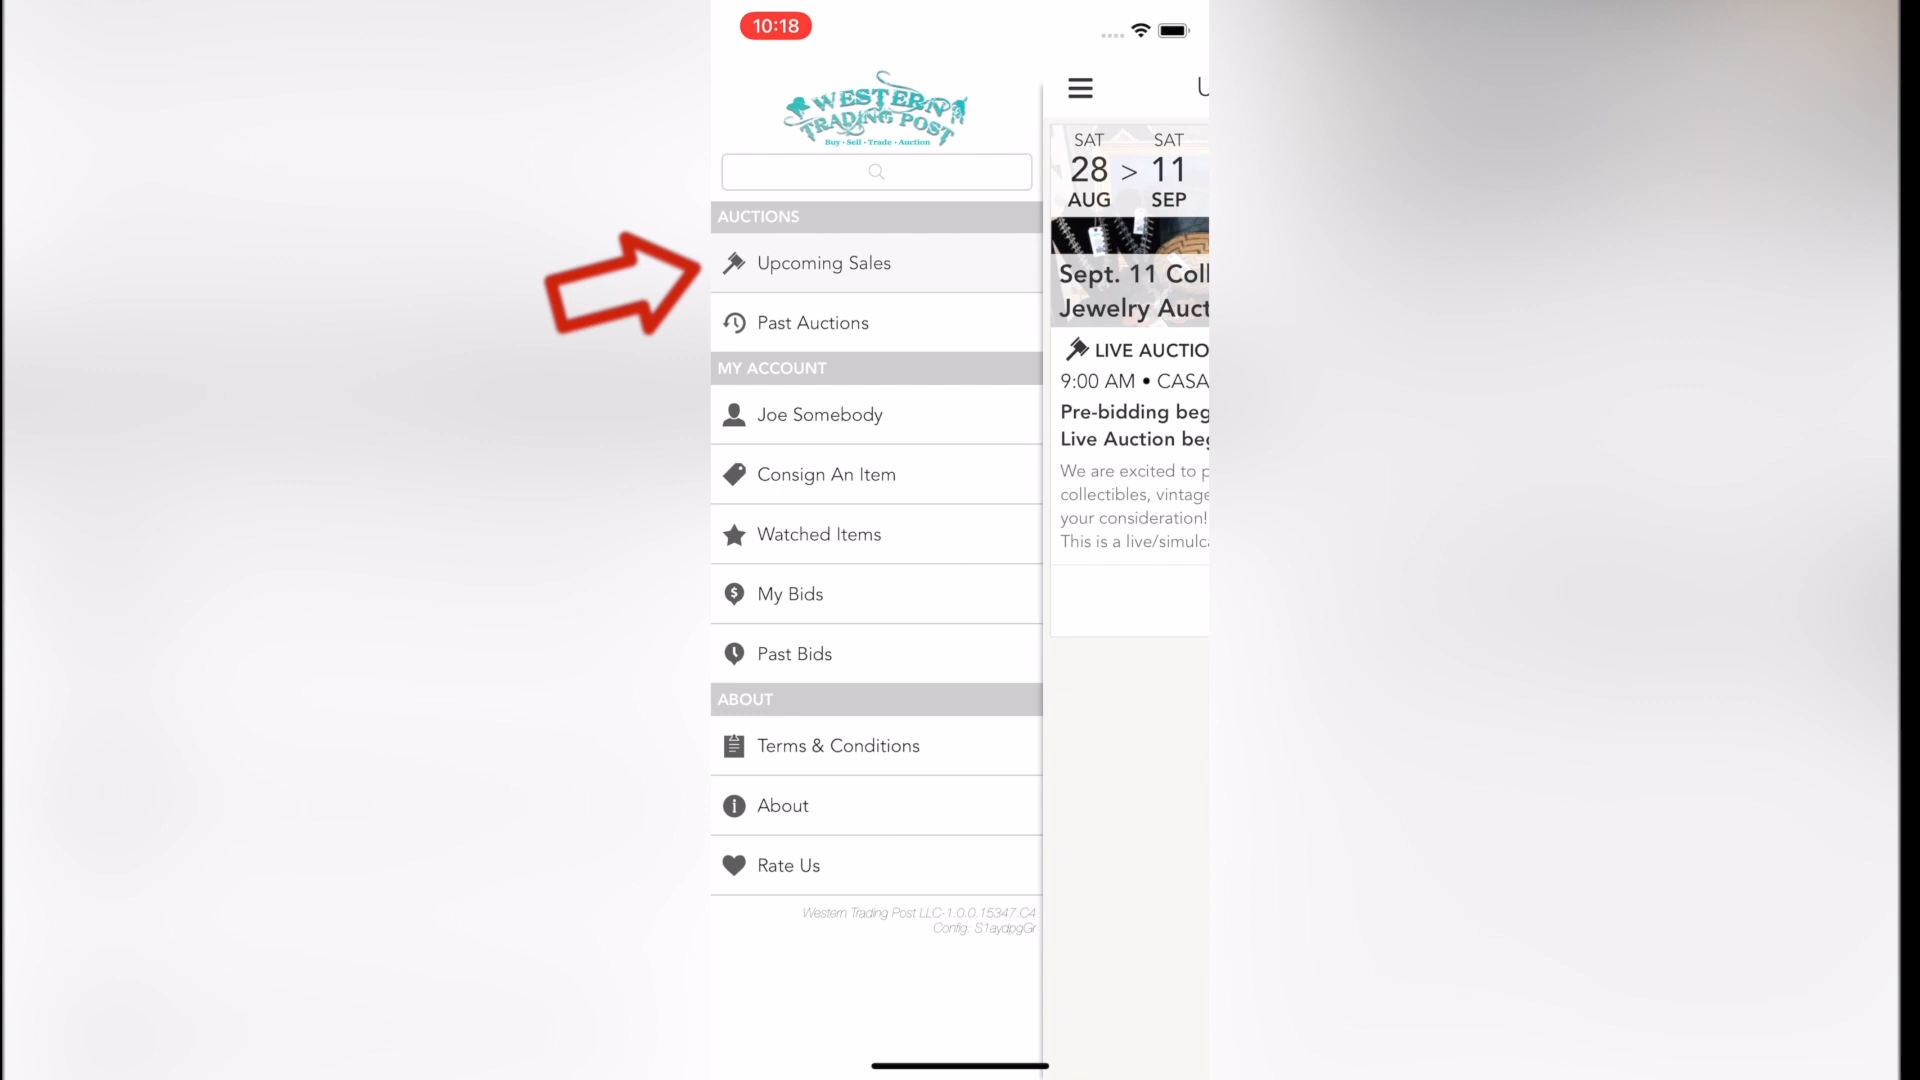 10:18
WESTERN
TRADING POST
Buy • Sell • Trade • Auction
AUCTIONS
Upcoming Sales
Past Auctions
MY ACCOUNT
Joe Somebody
Consign An Item
Watched Items
My Bids
Past Bids
ABOUT
Terms & Conditions
About
Rate Us
Western Trading Post LLC-1.0.0.15347.C4
Config: S1aydpgGr
SAT SAT
28 > 11
AUG SEP
Sept. 11 Coll
Jewelry Auct
LIVE AUCTIO
9:00 AM • CASA
Pre-bidding beg
Live Auction beg
We are excited to p
collectibles, vintage
your consideration!
This is a live/simulca